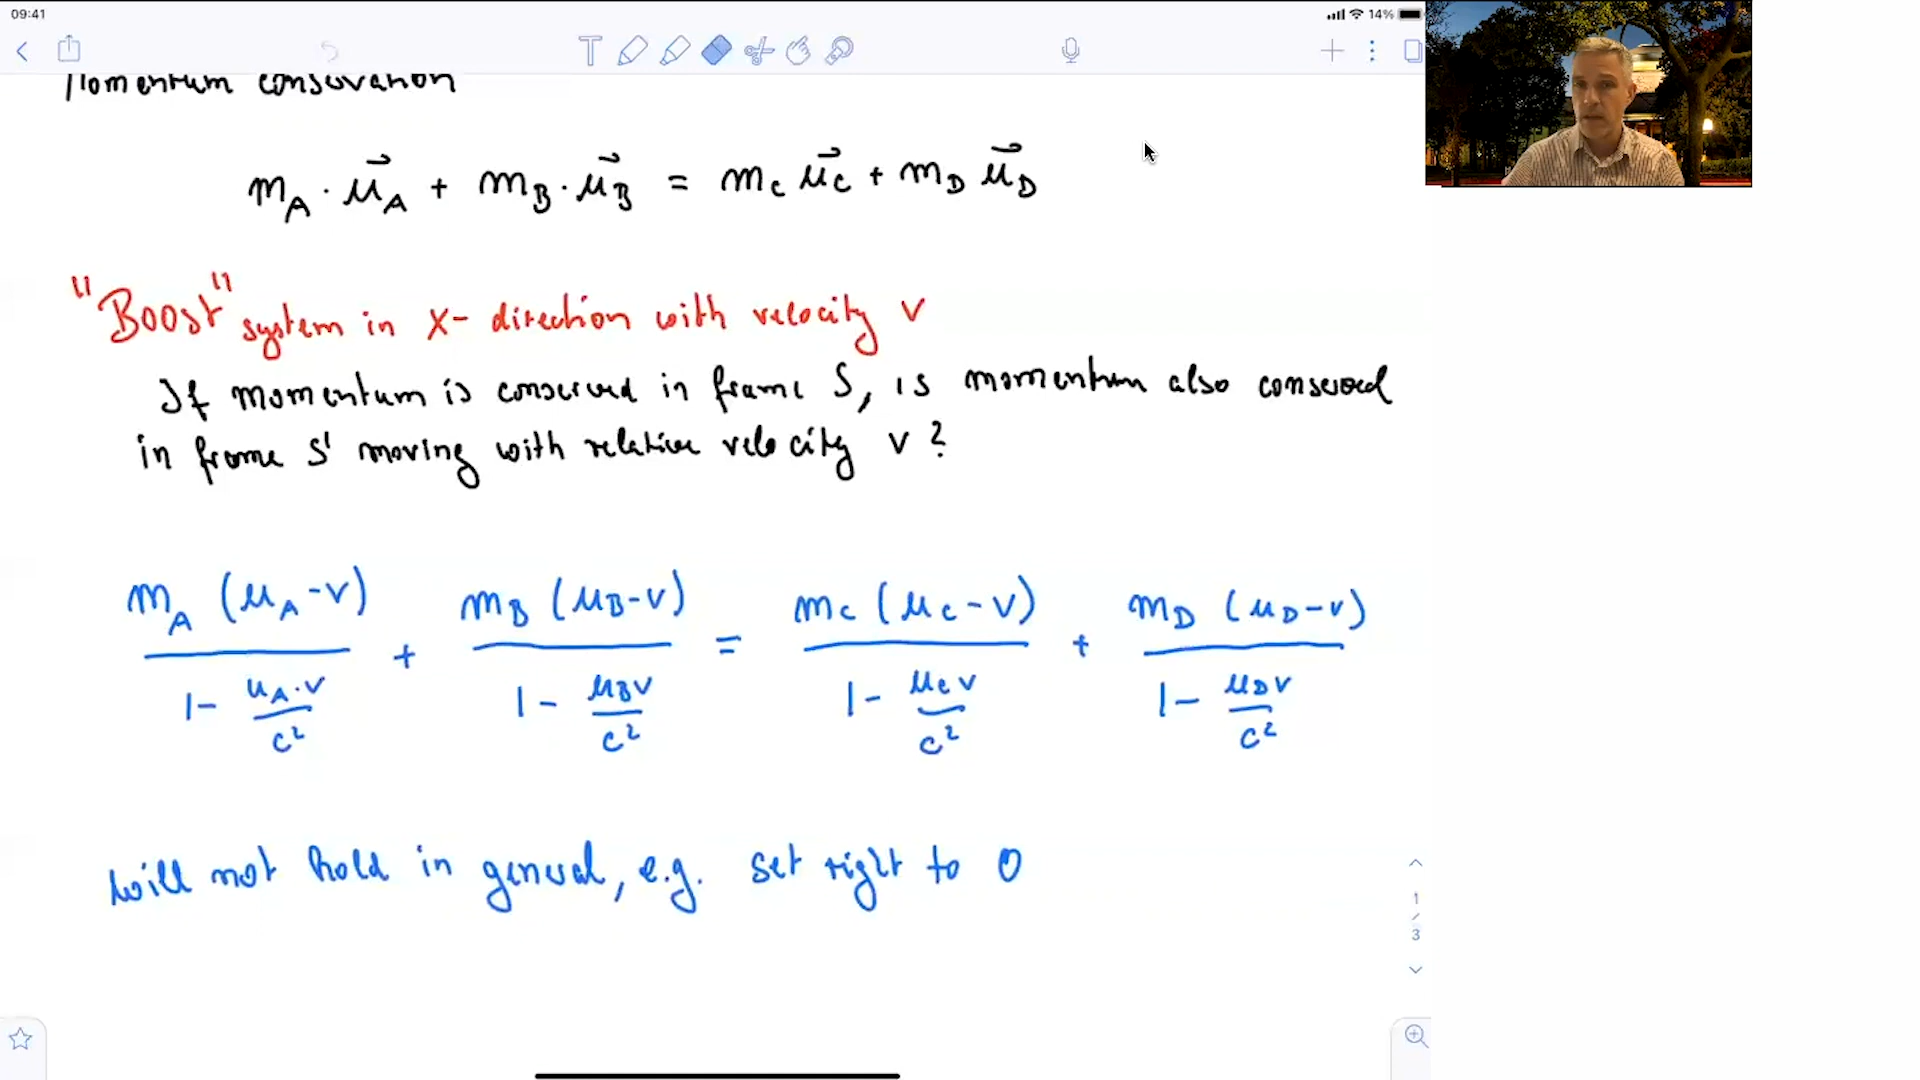 09:41
14%
Momentum conservation
m_A · u⃗_A + m_B · u⃗_B = m_C u⃗_C + m_D u⃗_D
"Boost" system in x-direction with velocity v
If momentum is conserved in frame S, is momentum also conserved
in frame S' moving with relative velocity v?
m_A (u_A - v) / (1 - u_A·v/c²) + m_B (u_B - v) / (1 - u_B v/c²) = m_C (u_C - v) / (1 - u_C v/c²) + m_D (u_D - v) / (1 - u_D v/c²)
will not hold in general, e.g. set right to 0
1
/
3